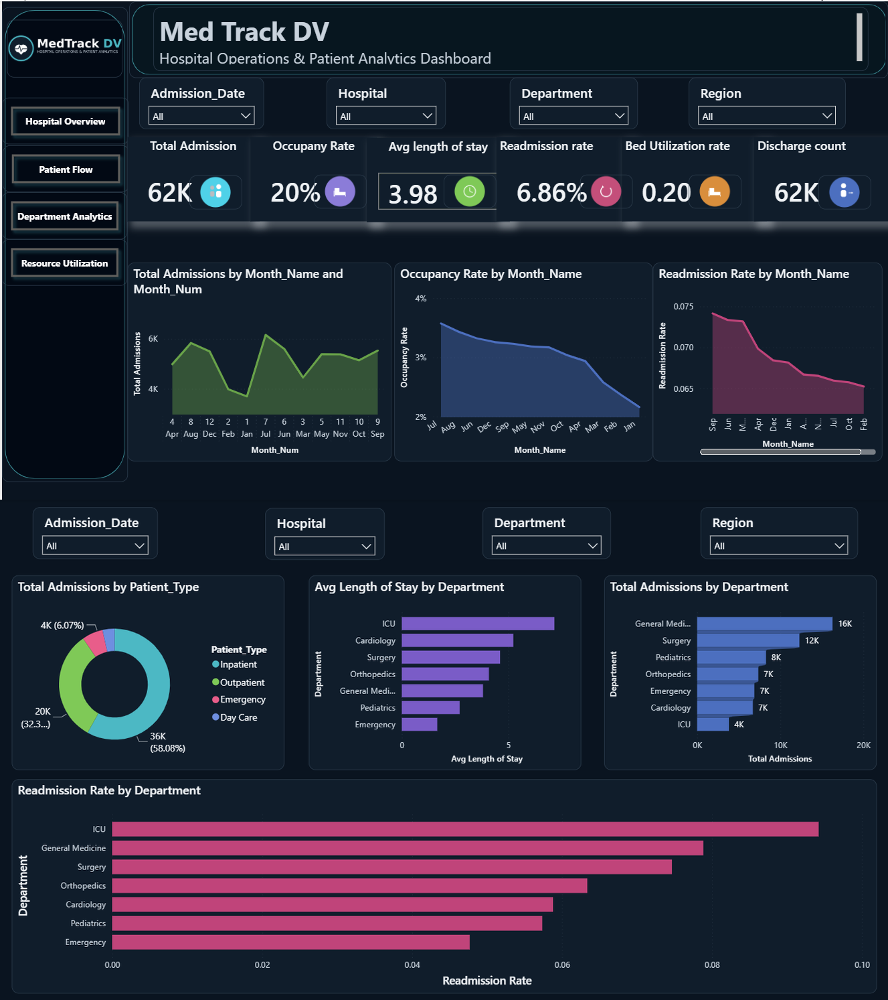 MedTrack DV
HOSPITAL OPERATIONS & PATIENT ANALYTICS
Hospital Overview
Patient Flow
Department Analytics
Resource Utilization
Med Track DV
Hospital Operations & Patient Analytics Dashboard
Admission_Date
All
Hospital
All
Department
All
Region
All
Total Admission
62K
Occupany Rate
20%
Avg length of stay
3.98
Readmission rate
6.86%
Bed Utilization rate
0.20
Discharge count
62K
Total Admissions by Month_Name and
Month_Num
Total Admissions
6K
4K
4 8 12 2 1 7 6 3 5 11 10 9
Apr Aug Dec Feb Jan Jul Jun Mar May Nov Oct Sep
Month_Num
Occupancy Rate by Month_Name
Occupancy Rate
4%
3%
2%
Jul Aug Jun Dec Sep May Nov Oct Apr Mar Feb Jan
Month_Name
Readmission Rate by Month_Name
Readmission Rate
0.075
0.070
0.065
Sep Jun M... Apr Dec Jan A... N... Jul Oct Feb
Month_Name
Admission_Date
All
Hospital
All
Department
All
Region
All
Total Admissions by Patient_Type
4K (6.07%)
20K
(32.3...)
36K
(58.08%)
Patient_Type
Inpatient
Outpatient
Emergency
Day Care
Avg Length of Stay by Department
Department
ICU
Cardiology
Surgery
Orthopedics
General Medi...
Pediatrics
Emergency
0 5
Avg Length of Stay
Total Admissions by Department
Department
General Medi... 16K
Surgery 12K
Pediatrics 8K
Orthopedics 7K
Emergency 7K
Cardiology 7K
ICU 4K
0K 10K 20K
Total Admissions
Readmission Rate by Department
Department
ICU
General Medicine
Surgery
Orthopedics
Cardiology
Pediatrics
Emergency
0.00 0.02 0.04 0.06 0.08 0.10
Readmission Rate